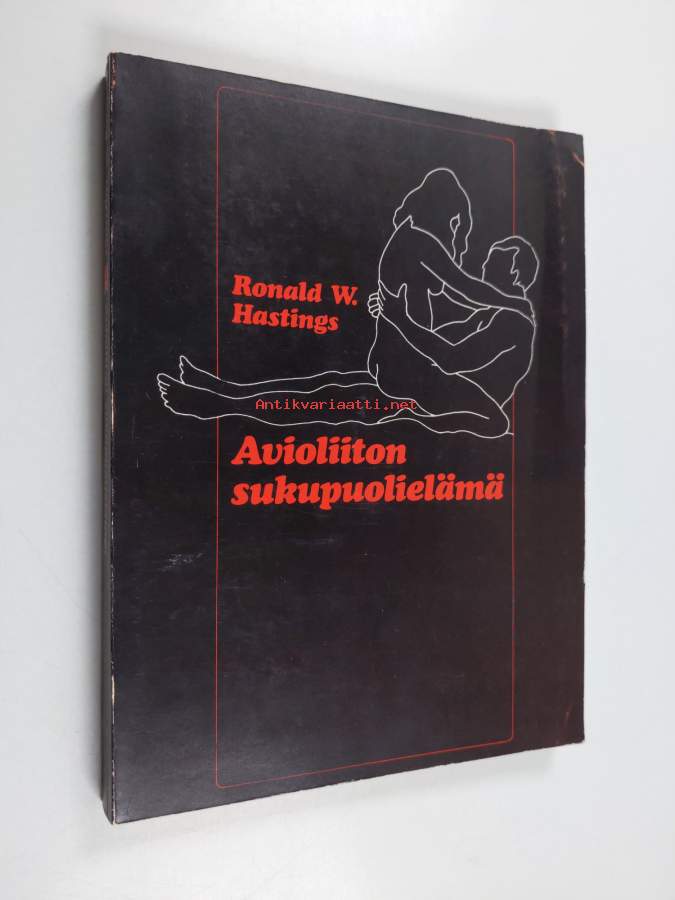 Ronald W.
Hastings
Antikvariaatti.net
Avioliiton
sukupuolielämä